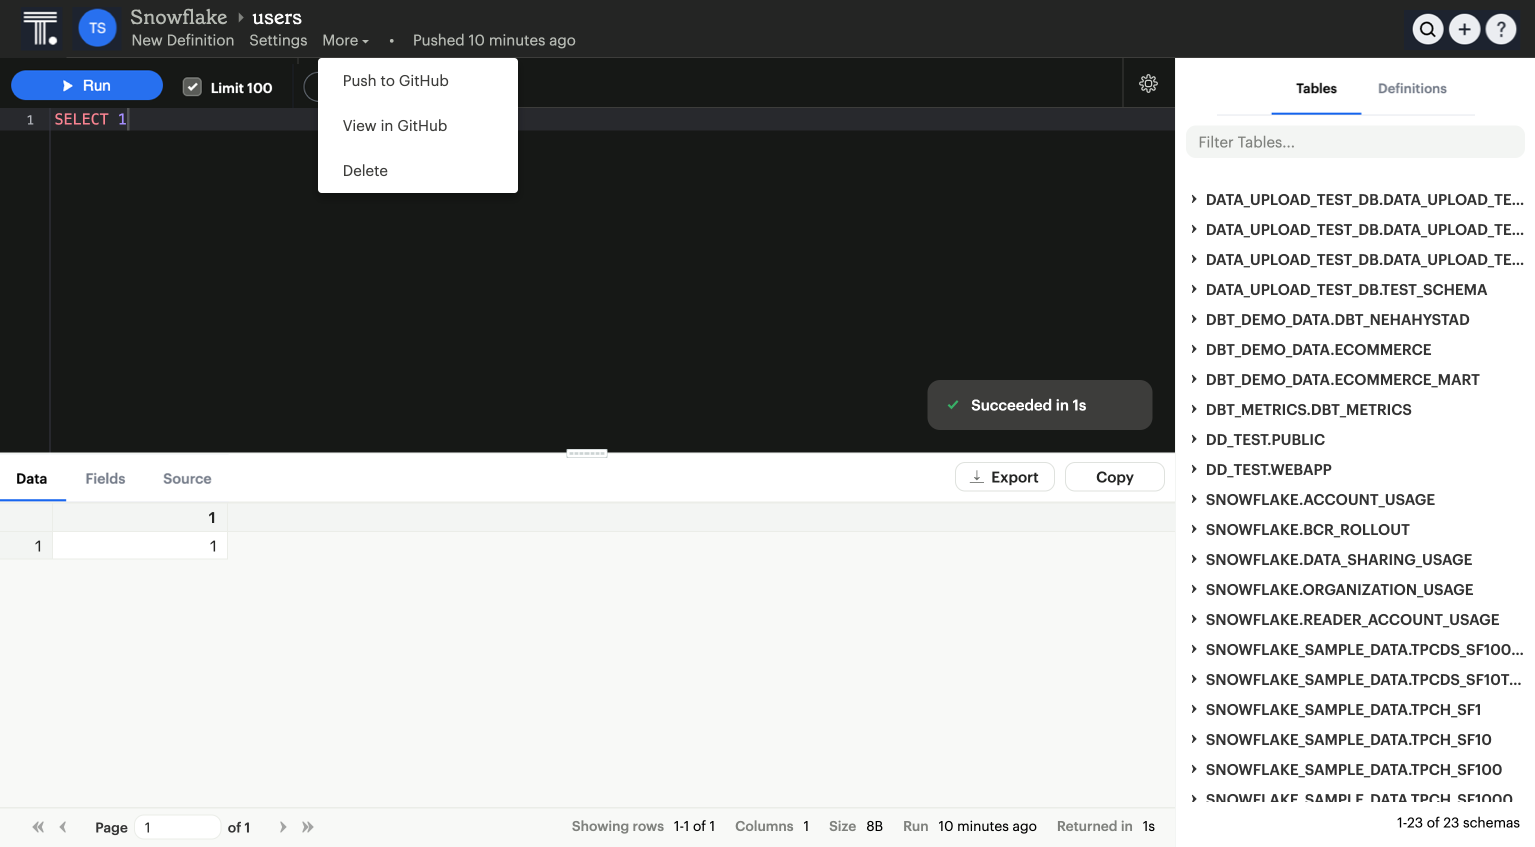 T.
TS
Snowflake
users
New Definition
Settings
More
•
Pushed 10 minutes ago
?
Push to GitHub
View in GitHub
Delete
Run
Limit 100
1
SELECT 1
Succeeded in 1s
Data
Fields
Source
Export
Copy
1
1
1
Page
1
of 1
Showing rows 1-1 of 1
Columns 1
Size 8B
Run 10 minutes ago
Returned in 1s
Tables
Definitions
Filter Tables...
DATA_UPLOAD_TEST_DB.DATA_UPLOAD_TE...
DATA_UPLOAD_TEST_DB.DATA_UPLOAD_TE...
DATA_UPLOAD_TEST_DB.DATA_UPLOAD_TE...
DATA_UPLOAD_TEST_DB.TEST_SCHEMA
DBT_DEMO_DATA.DBT_NEHAHYSTAD
DBT_DEMO_DATA.ECOMMERCE
DBT_DEMO_DATA.ECOMMERCE_MART
DBT_METRICS.DBT_METRICS
DD_TEST.PUBLIC
DD_TEST.WEBAPP
SNOWFLAKE.ACCOUNT_USAGE
SNOWFLAKE.BCR_ROLLOUT
SNOWFLAKE.DATA_SHARING_USAGE
SNOWFLAKE.ORGANIZATION_USAGE
SNOWFLAKE.READER_ACCOUNT_USAGE
SNOWFLAKE_SAMPLE_DATA.TPCDS_SF100...
SNOWFLAKE_SAMPLE_DATA.TPCDS_SF10T...
SNOWFLAKE_SAMPLE_DATA.TPCH_SF1
SNOWFLAKE_SAMPLE_DATA.TPCH_SF10
SNOWFLAKE_SAMPLE_DATA.TPCH_SF100
SNOWFLAKE_SAMPLE_DATA.TPCH_SF1000
1-23 of 23 schemas